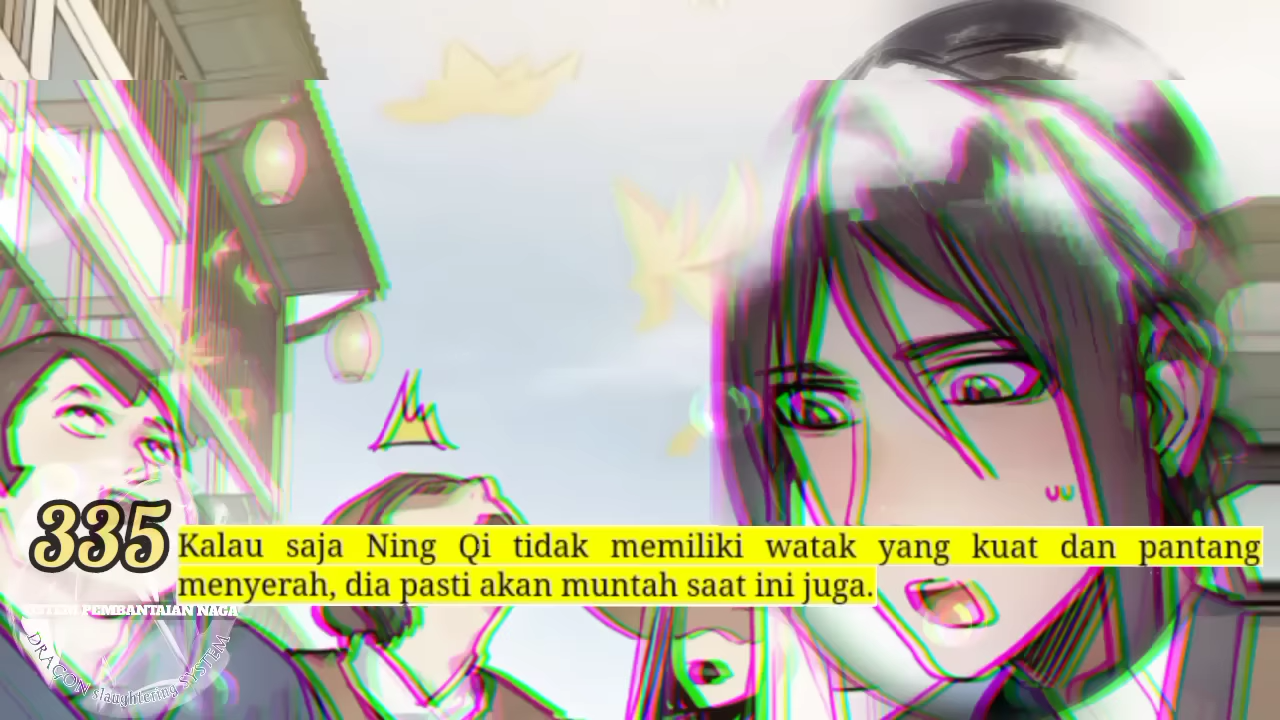 335
Kalau saja Ning Qi tidak memiliki watak yang kuat dan pantang
menyerah, dia pasti akan muntah saat ini juga.
SISTEM PEMBANTAIAN NAGA
DRAGON slaughtering SYSTEM